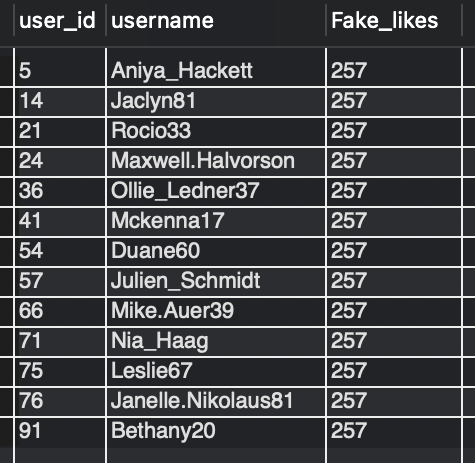 user_id username Fake_likes
5 Aniya_Hackett 257
14 Jaclyn81 257
21 Rocio33 257
24 Maxwell.Halvorson 257
36 Ollie_Ledner37 257
41 Mckenna17 257
54 Duane60 257
57 Julien_Schmidt 257
66 Mike.Auer39 257
71 Nia_Haag 257
75 Leslie67 257
76 Janelle.Nikolaus81 257
91 Bethany20 257